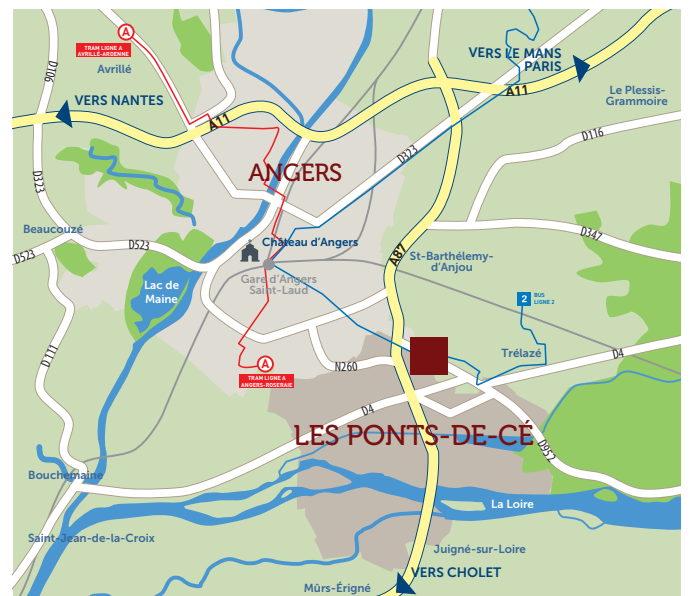 A
TRAM LIGNE A
AVRILLÉ-ARDENNE
Avrillé
D106
VERS LE MANS
PARIS
A11
Le Plessis-
Grammoire
VERS NANTES
A11
D116
D323
D323
ANGERS
Beaucouzé
D523
D523
Château d'Angers
D347
A87
St-Barthélemy-
d'Anjou
Gare d'Angers
Saint-Laud
Lac de
Maine
2
BUS
LIGNE 2
D111
Trélazé
D4
A
TRAM LIGNE A
ANGERS-ROSERAIE
N260
D4
LES PONTS-DE-CÉ
D952
Bouchemaine
La Loire
Saint-Jean-de-la-Croix
Juigné-sur-Loire
VERS CHOLET
Mûrs-Érigné